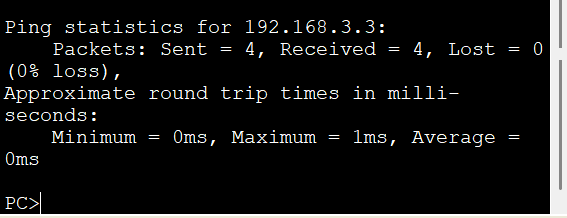 Ping statistics for 192.168.3.3:
    Packets: Sent = 4, Received = 4, Lost = 0
(0% loss),
Approximate round trip times in milli-
seconds:
    Minimum = 0ms, Maximum = 1ms, Average =
0ms

PC>